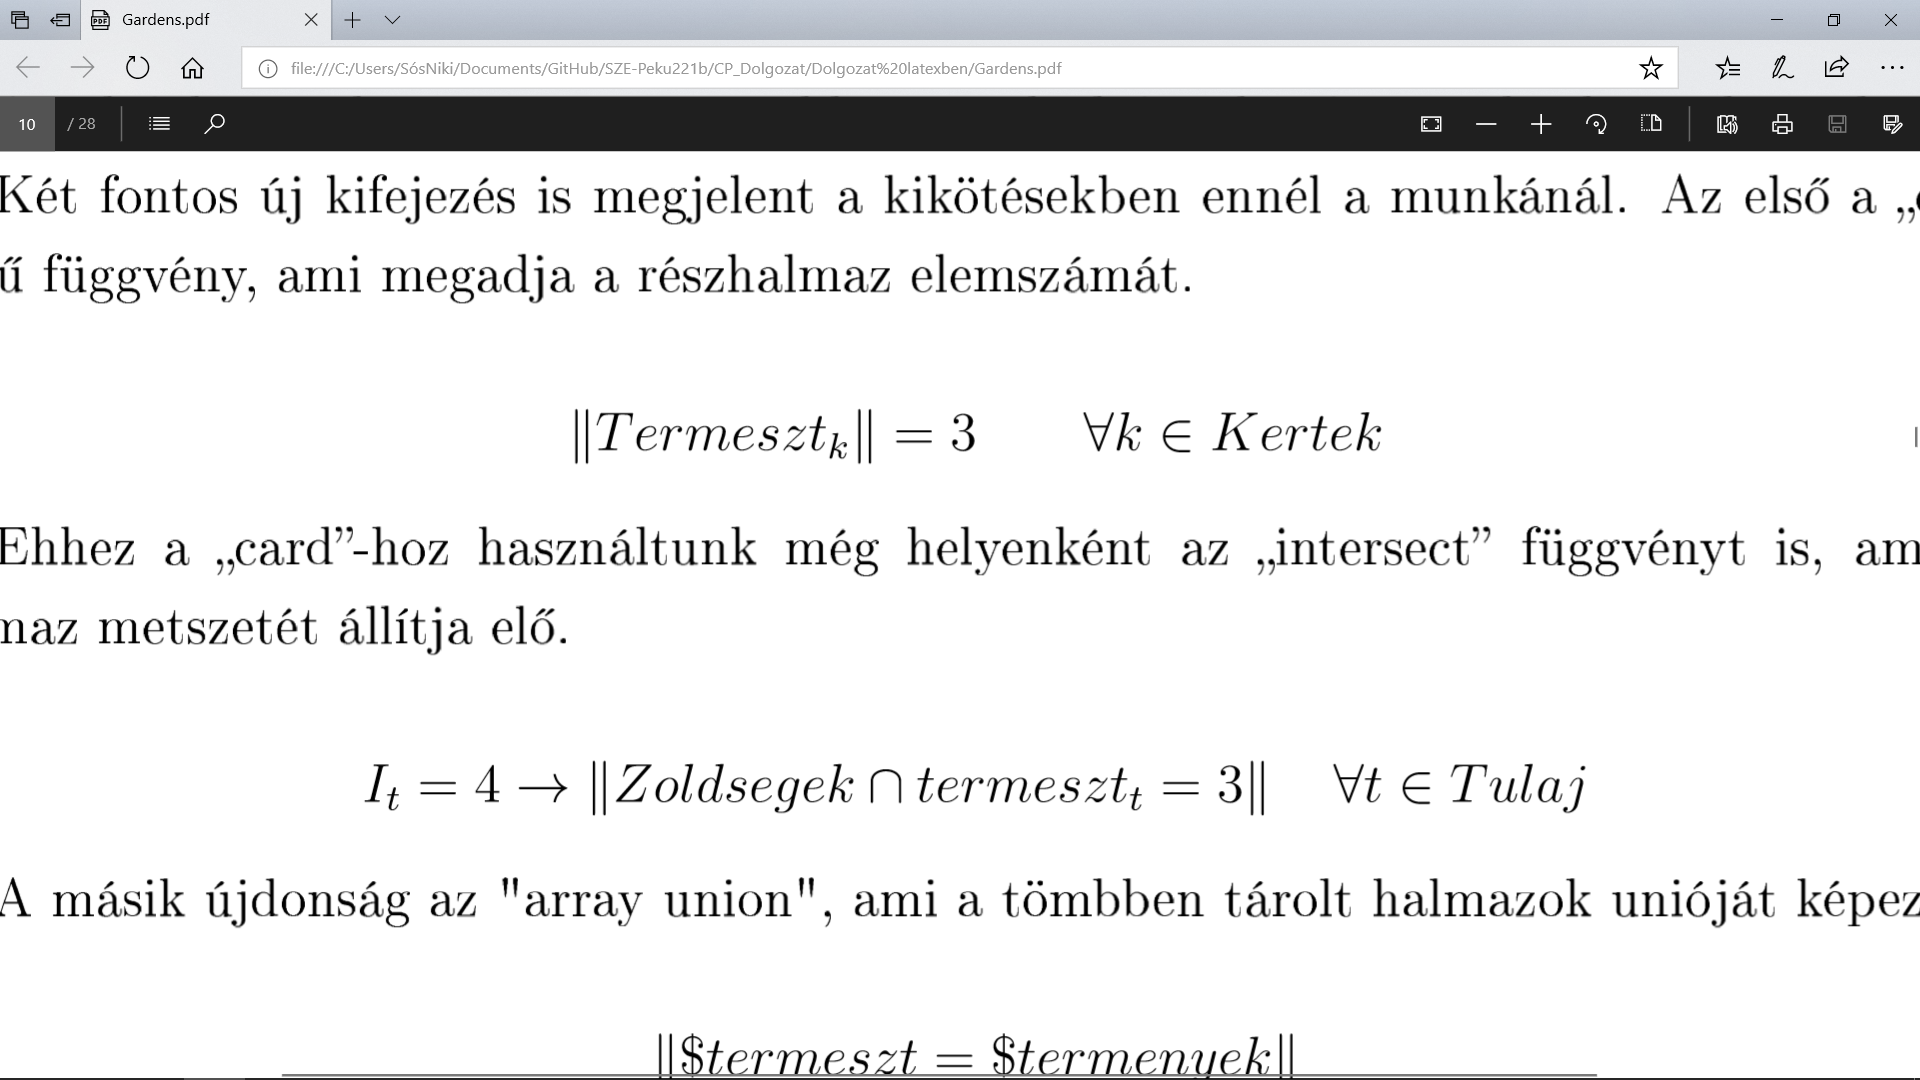 Gardens.pdf
file:///C:/Users/SósNiki/Documents/GitHub/SZE-Peku221b/CP_Dolgozat/Dolgozat%20latexben/Gardens.pdf
10 / 28
Két fontos új kifejezés is megjelent a kikötésekben ennél a munkánál. Az első a „
ű függvény, ami megadja a részhalmaz elemszámát.
‖Termeszt_k‖ = 3 ∀k ∈ Kertek
Ehhez a „card”-hoz használtunk még helyenként az „intersect” függvényt is, am
maz metszetét állítja elő.
I_t = 4 → ‖Zoldsegek ∩ termeszt_t = 3‖ ∀t ∈ Tulaj
A másik újdonság az "array union", ami a tömbben tárolt halmazok unióját képez
‖$termeszt = $termenyek‖